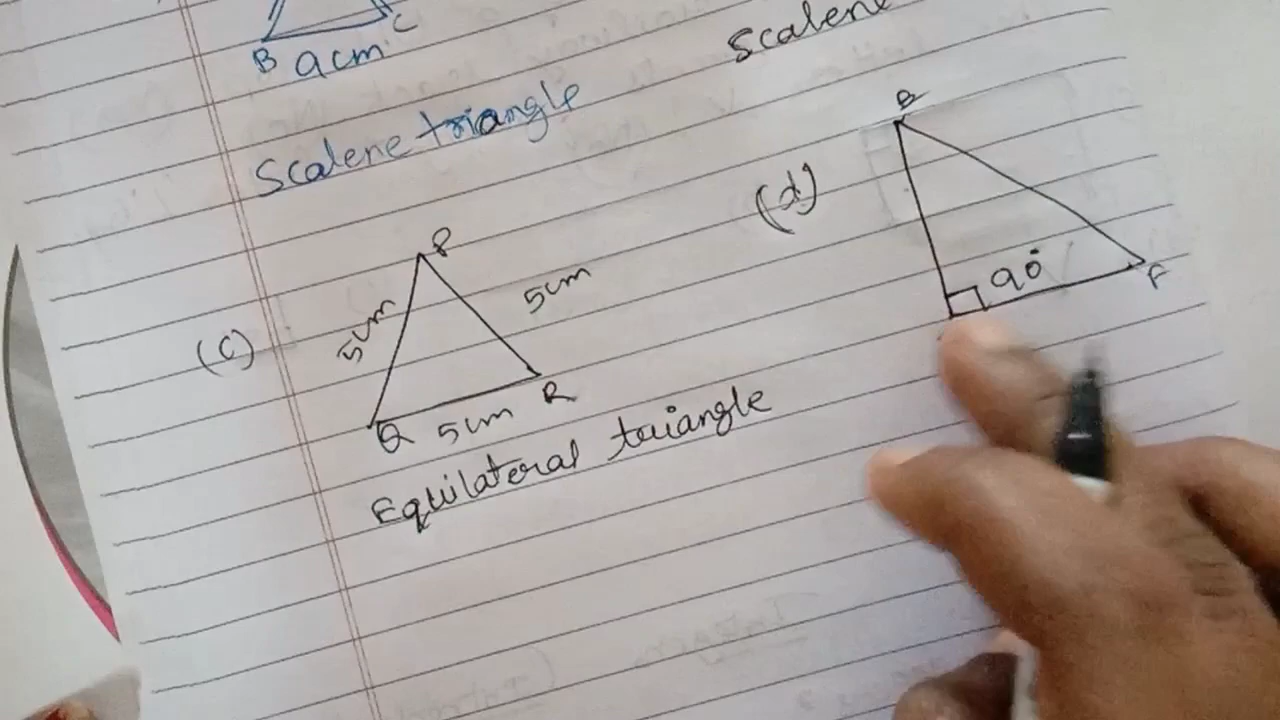 B 9cm C
Scalene triangle
Scalene
(c)
P
5cm
5cm
Q 5cm R
Equilateral triangle
(d)
90°
F